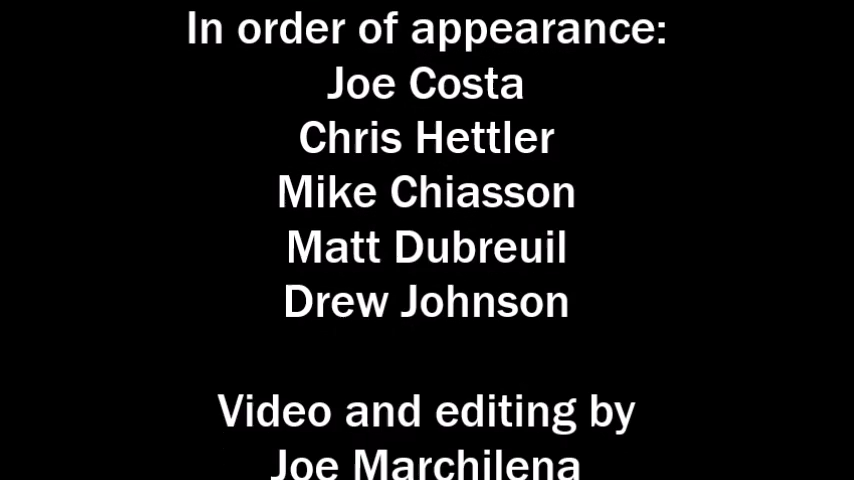 In order of appearance:
Joe Costa
Chris Hettler
Mike Chiasson
Matt Dubreuil
Drew Johnson
Video and editing by
Joe Marchilena